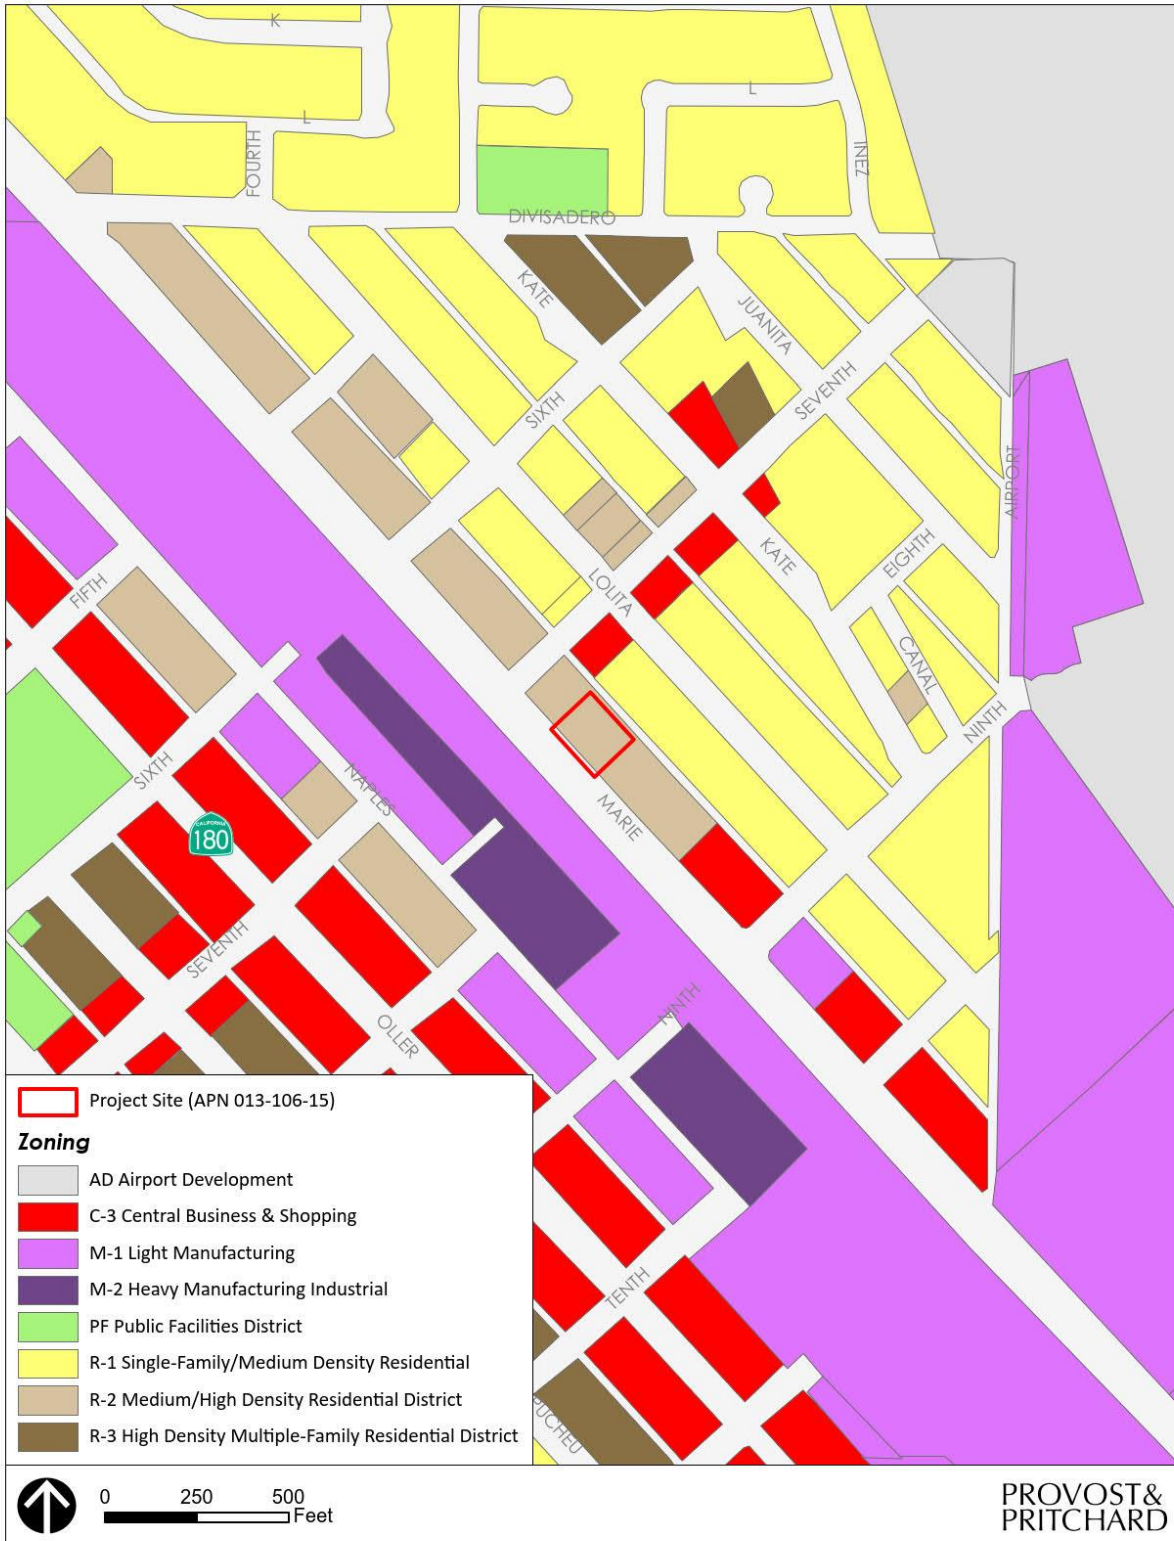 K
L
L
FOURTH
INEZ
DIVISADERO
KATE
JUANITA
SEVENTH
SIXTH
AIRPORT
KATE
EIGHTH
LOLITA
FIFTH
CANAL
NINTH
SIXTH
NAPLES
MARIE
CALIFORNIA
180
SEVENTH
NINTH
OLLER
TENTH
PUCHEU
Project Site (APN 013-106-15)
Zoning
AD Airport Development
C-3 Central Business & Shopping
M-1 Light Manufacturing
M-2 Heavy Manufacturing Industrial
PF Public Facilities District
R-1 Single-Family/Medium Density Residential
R-2 Medium/High Density Residential District
R-3 High Density Multiple-Family Residential District
0 250 500
Feet
PROVOST&
PRITCHARD